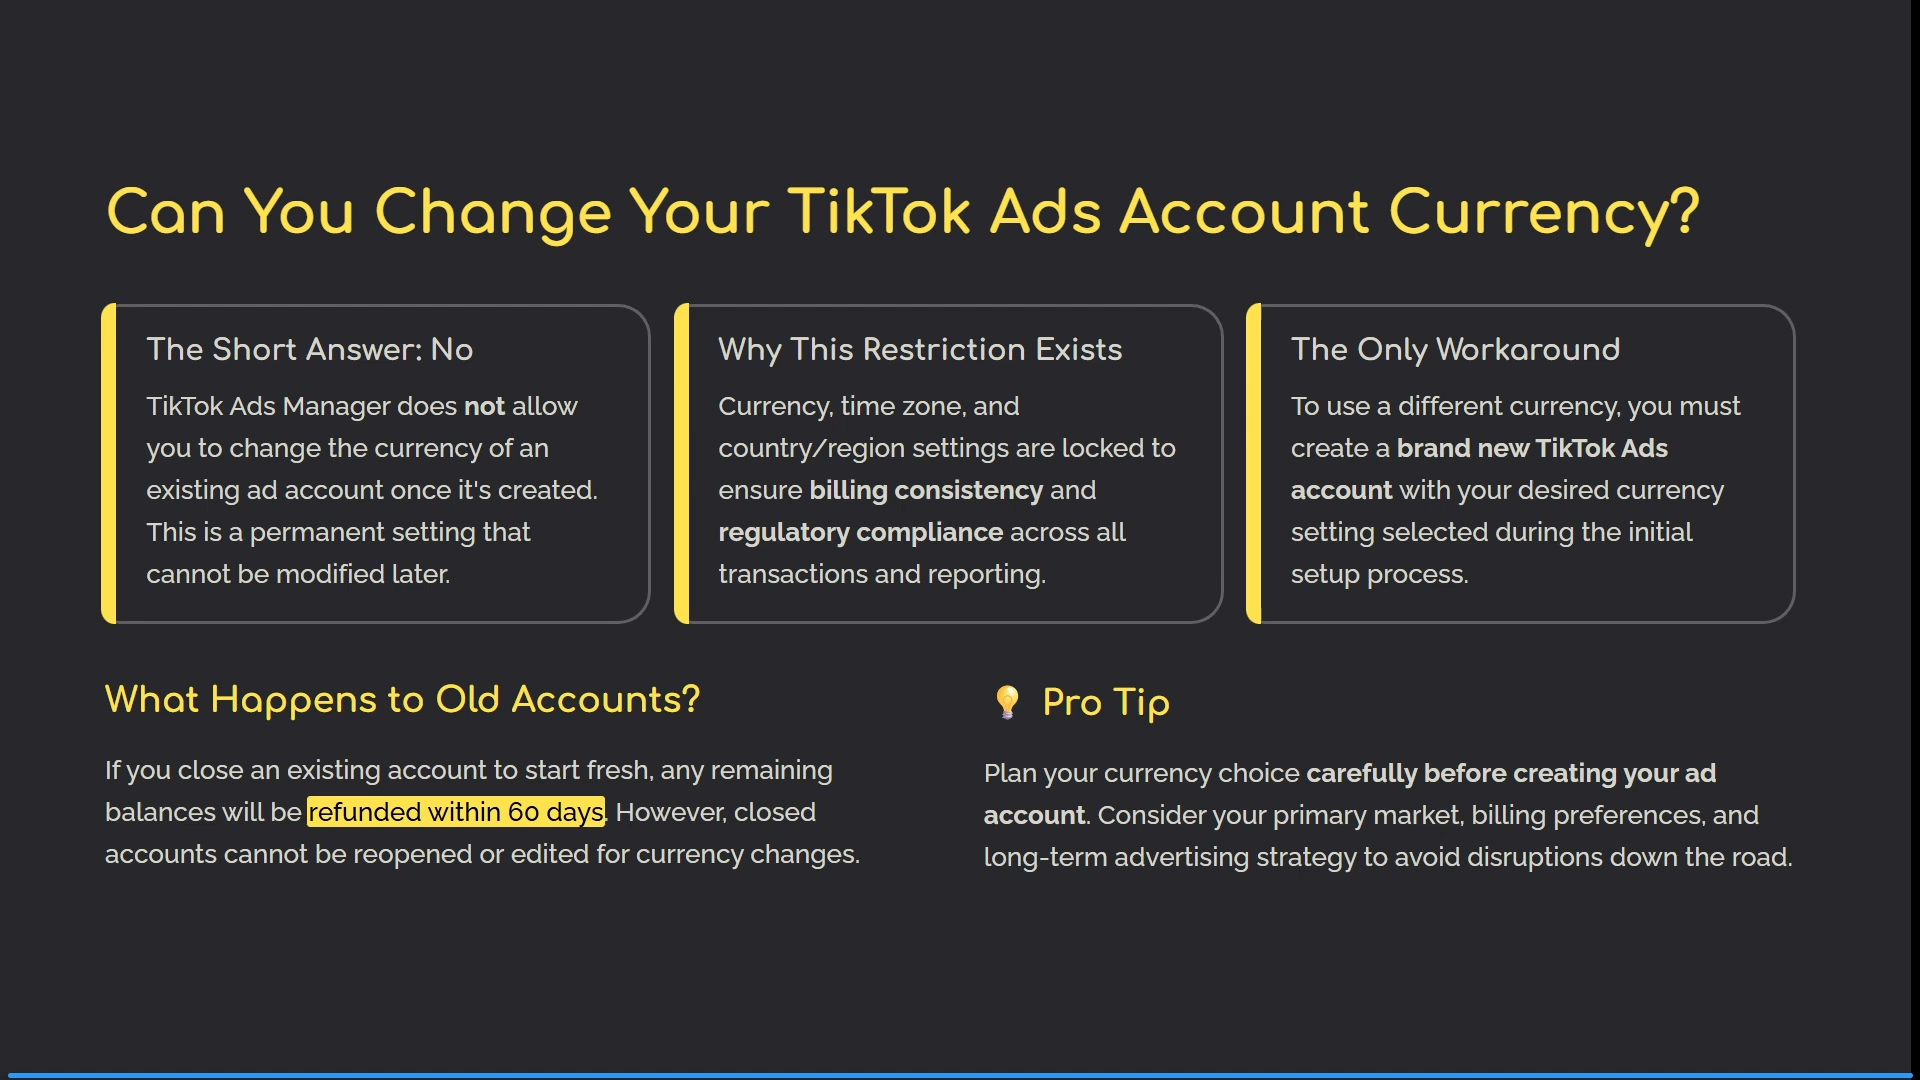 Can You Change Your TikTok Ads Account Currency?
The Short Answer: No
TikTok Ads Manager does not allow
you to change the currency of an
existing ad account once it's created.
This is a permanent setting that
cannot be modified later.
Why This Restriction Exists
Currency, time zone, and
country/region settings are locked to
ensure billing consistency and
regulatory compliance across all
transactions and reporting.
The Only Workaround
To use a different currency, you must
create a brand new TikTok Ads
account with your desired currency
setting selected during the initial
setup process.
What Happens to Old Accounts?
If you close an existing account to start fresh, any remaining
balances will be refunded within 60 days. However, closed
accounts cannot be reopened or edited for currency changes.
💡 Pro Tip
Plan your currency choice carefully before creating your ad
account. Consider your primary market, billing preferences, and
long-term advertising strategy to avoid disruptions down the road.